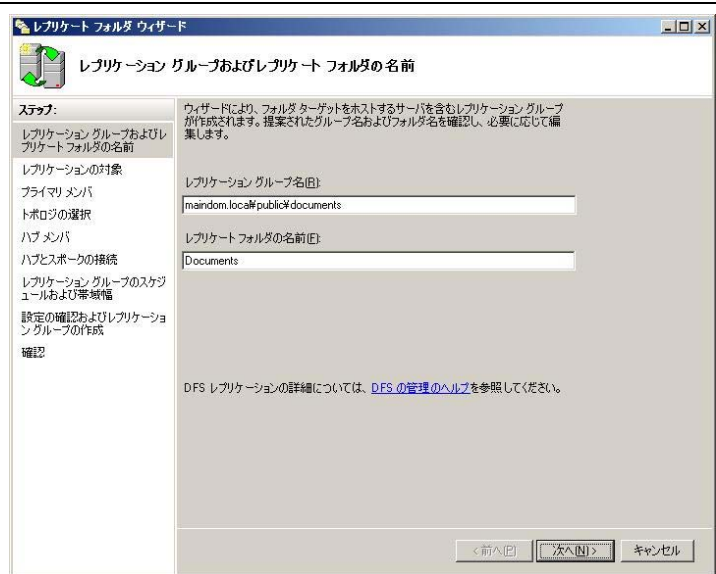 レプリケート フォルダ ウィザード
レプリケーション グループおよびレプリケート フォルダの名前
ステップ:
レプリケーション グループおよびレ
プリケート フォルダの名前
レプリケーションの対象
プライマリ メンバ
トポロジの選択
ハブ メンバ
ハブとスポークの接続
レプリケーション グループのスケジ
ュールおよび帯域幅
設定の確認およびレプリケーショ
ン グループの作成
確認
ウィザードにより、フォルダ ターゲットをホストするサーバを含むレプリケーション グループ
が作成されます。提案されたグループ名およびフォルダ名を確認し、必要に応じて編
集します。
レプリケーション グループ名(R):
maindom.local¥public¥documents
レプリケート フォルダの名前(F):
Documents
DFS レプリケーションの詳細については、DFS の管理のヘルプを参照してください。
< 前へ(P)
次へ(N) >
キャンセル